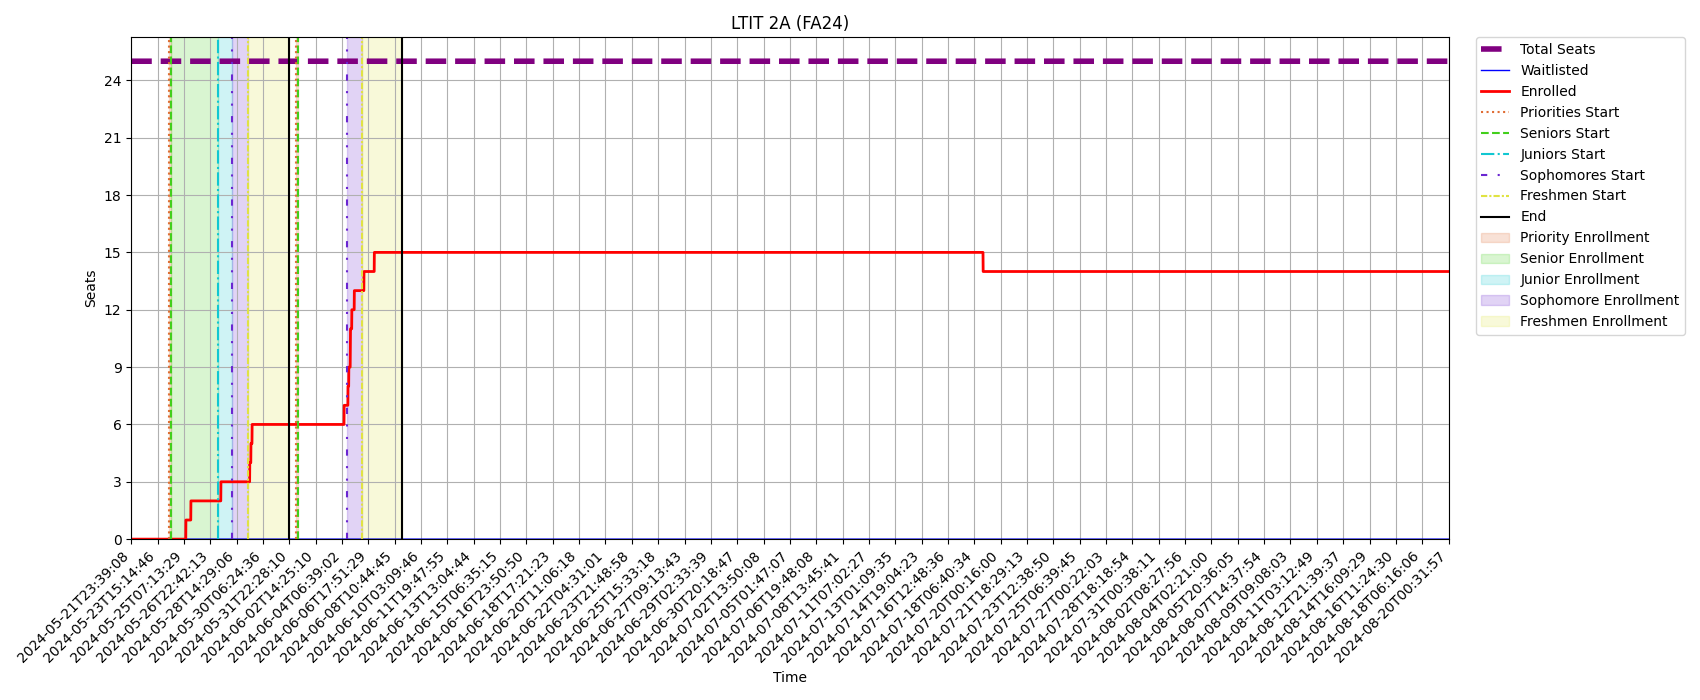 LTIT 2A (FA24)
Seats
24
21
18
15
12
9
6
3
0
2024-05-21T23:39:08
2024-05-23T15:14:46
2024-05-25T07:13:29
2024-05-26T22:42:13
2024-05-28T14:29:06
2024-05-30T06:24:36
2024-05-31T22:28:10
2024-06-02T14:25:10
2024-06-04T06:39:02
2024-06-06T17:51:29
2024-06-08T10:44:45
2024-06-10T03:09:46
2024-06-11T19:47:55
2024-06-13T13:04:44
2024-06-15T06:35:15
2024-06-16T23:50:50
2024-06-18T17:21:23
2024-06-20T11:06:18
2024-06-22T04:31:01
2024-06-23T21:48:58
2024-06-25T15:33:18
2024-06-27T09:13:43
2024-06-29T02:33:39
2024-06-30T20:18:47
2024-07-02T13:50:08
2024-07-05T01:47:07
2024-07-06T19:48:08
2024-07-08T13:45:41
2024-07-11T07:02:27
2024-07-13T01:09:35
2024-07-14T19:04:23
2024-07-16T12:48:36
2024-07-18T06:40:34
2024-07-20T00:16:00
2024-07-21T18:29:13
2024-07-23T12:38:50
2024-07-25T06:39:45
2024-07-27T00:22:03
2024-07-28T18:18:54
2024-07-31T00:38:11
2024-08-02T08:27:56
2024-08-04T02:21:00
2024-08-05T20:36:05
2024-08-07T14:37:54
2024-08-09T09:08:03
2024-08-11T03:12:49
2024-08-12T21:39:37
2024-08-14T16:09:29
2024-08-16T11:24:30
2024-08-18T06:16:06
2024-08-20T00:31:57
Time
Total Seats
Waitlisted
Enrolled
Priorities Start
Seniors Start
Juniors Start
Sophomores Start
Freshmen Start
End
Priority Enrollment
Senior Enrollment
Junior Enrollment
Sophomore Enrollment
Freshmen Enrollment